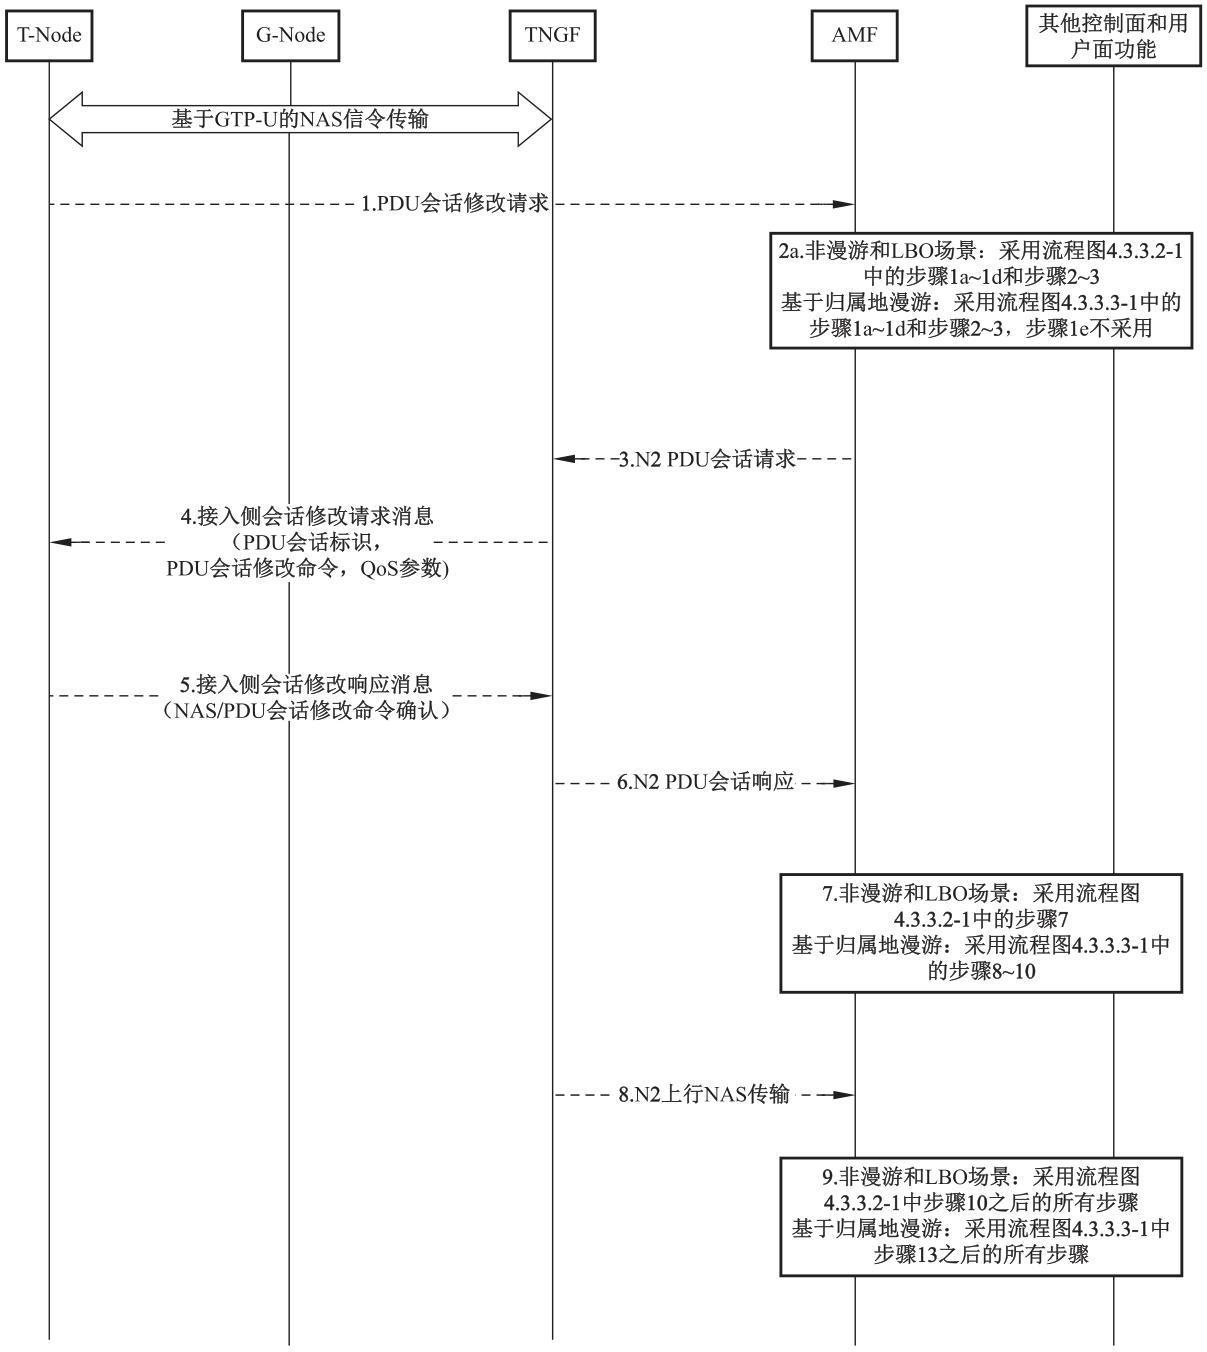 T-Node
G-Node
TNGF
AMF
其他控制面和用
户面功能
基于GTP-U的NAS信令传输
1.PDU会话修改请求
2a.非漫游和LBO场景：采用流程图4.3.3.2-1
中的步骤1a~1d和步骤2~3
基于归属地漫游：采用流程图4.3.3.3-1中的
步骤1a~1d和步骤2~3，步骤1e不采用
3.N2 PDU会话请求
4.接入侧会话修改请求消息
（PDU会话标识，
PDU会话修改命令，QoS参数)
5.接入侧会话修改响应消息
（NAS/PDU会话修改命令确认）
6.N2 PDU会话响应
7.非漫游和LBO场景：采用流程图
4.3.3.2-1中的步骤7
基于归属地漫游：采用流程图4.3.3.3-1中
的步骤8~10
8.N2上行NAS传输
9.非漫游和LBO场景：采用流程图
4.3.3.2-1中步骤10之后的所有步骤
基于归属地漫游：采用流程图4.3.3.3-1中
步骤13之后的所有步骤